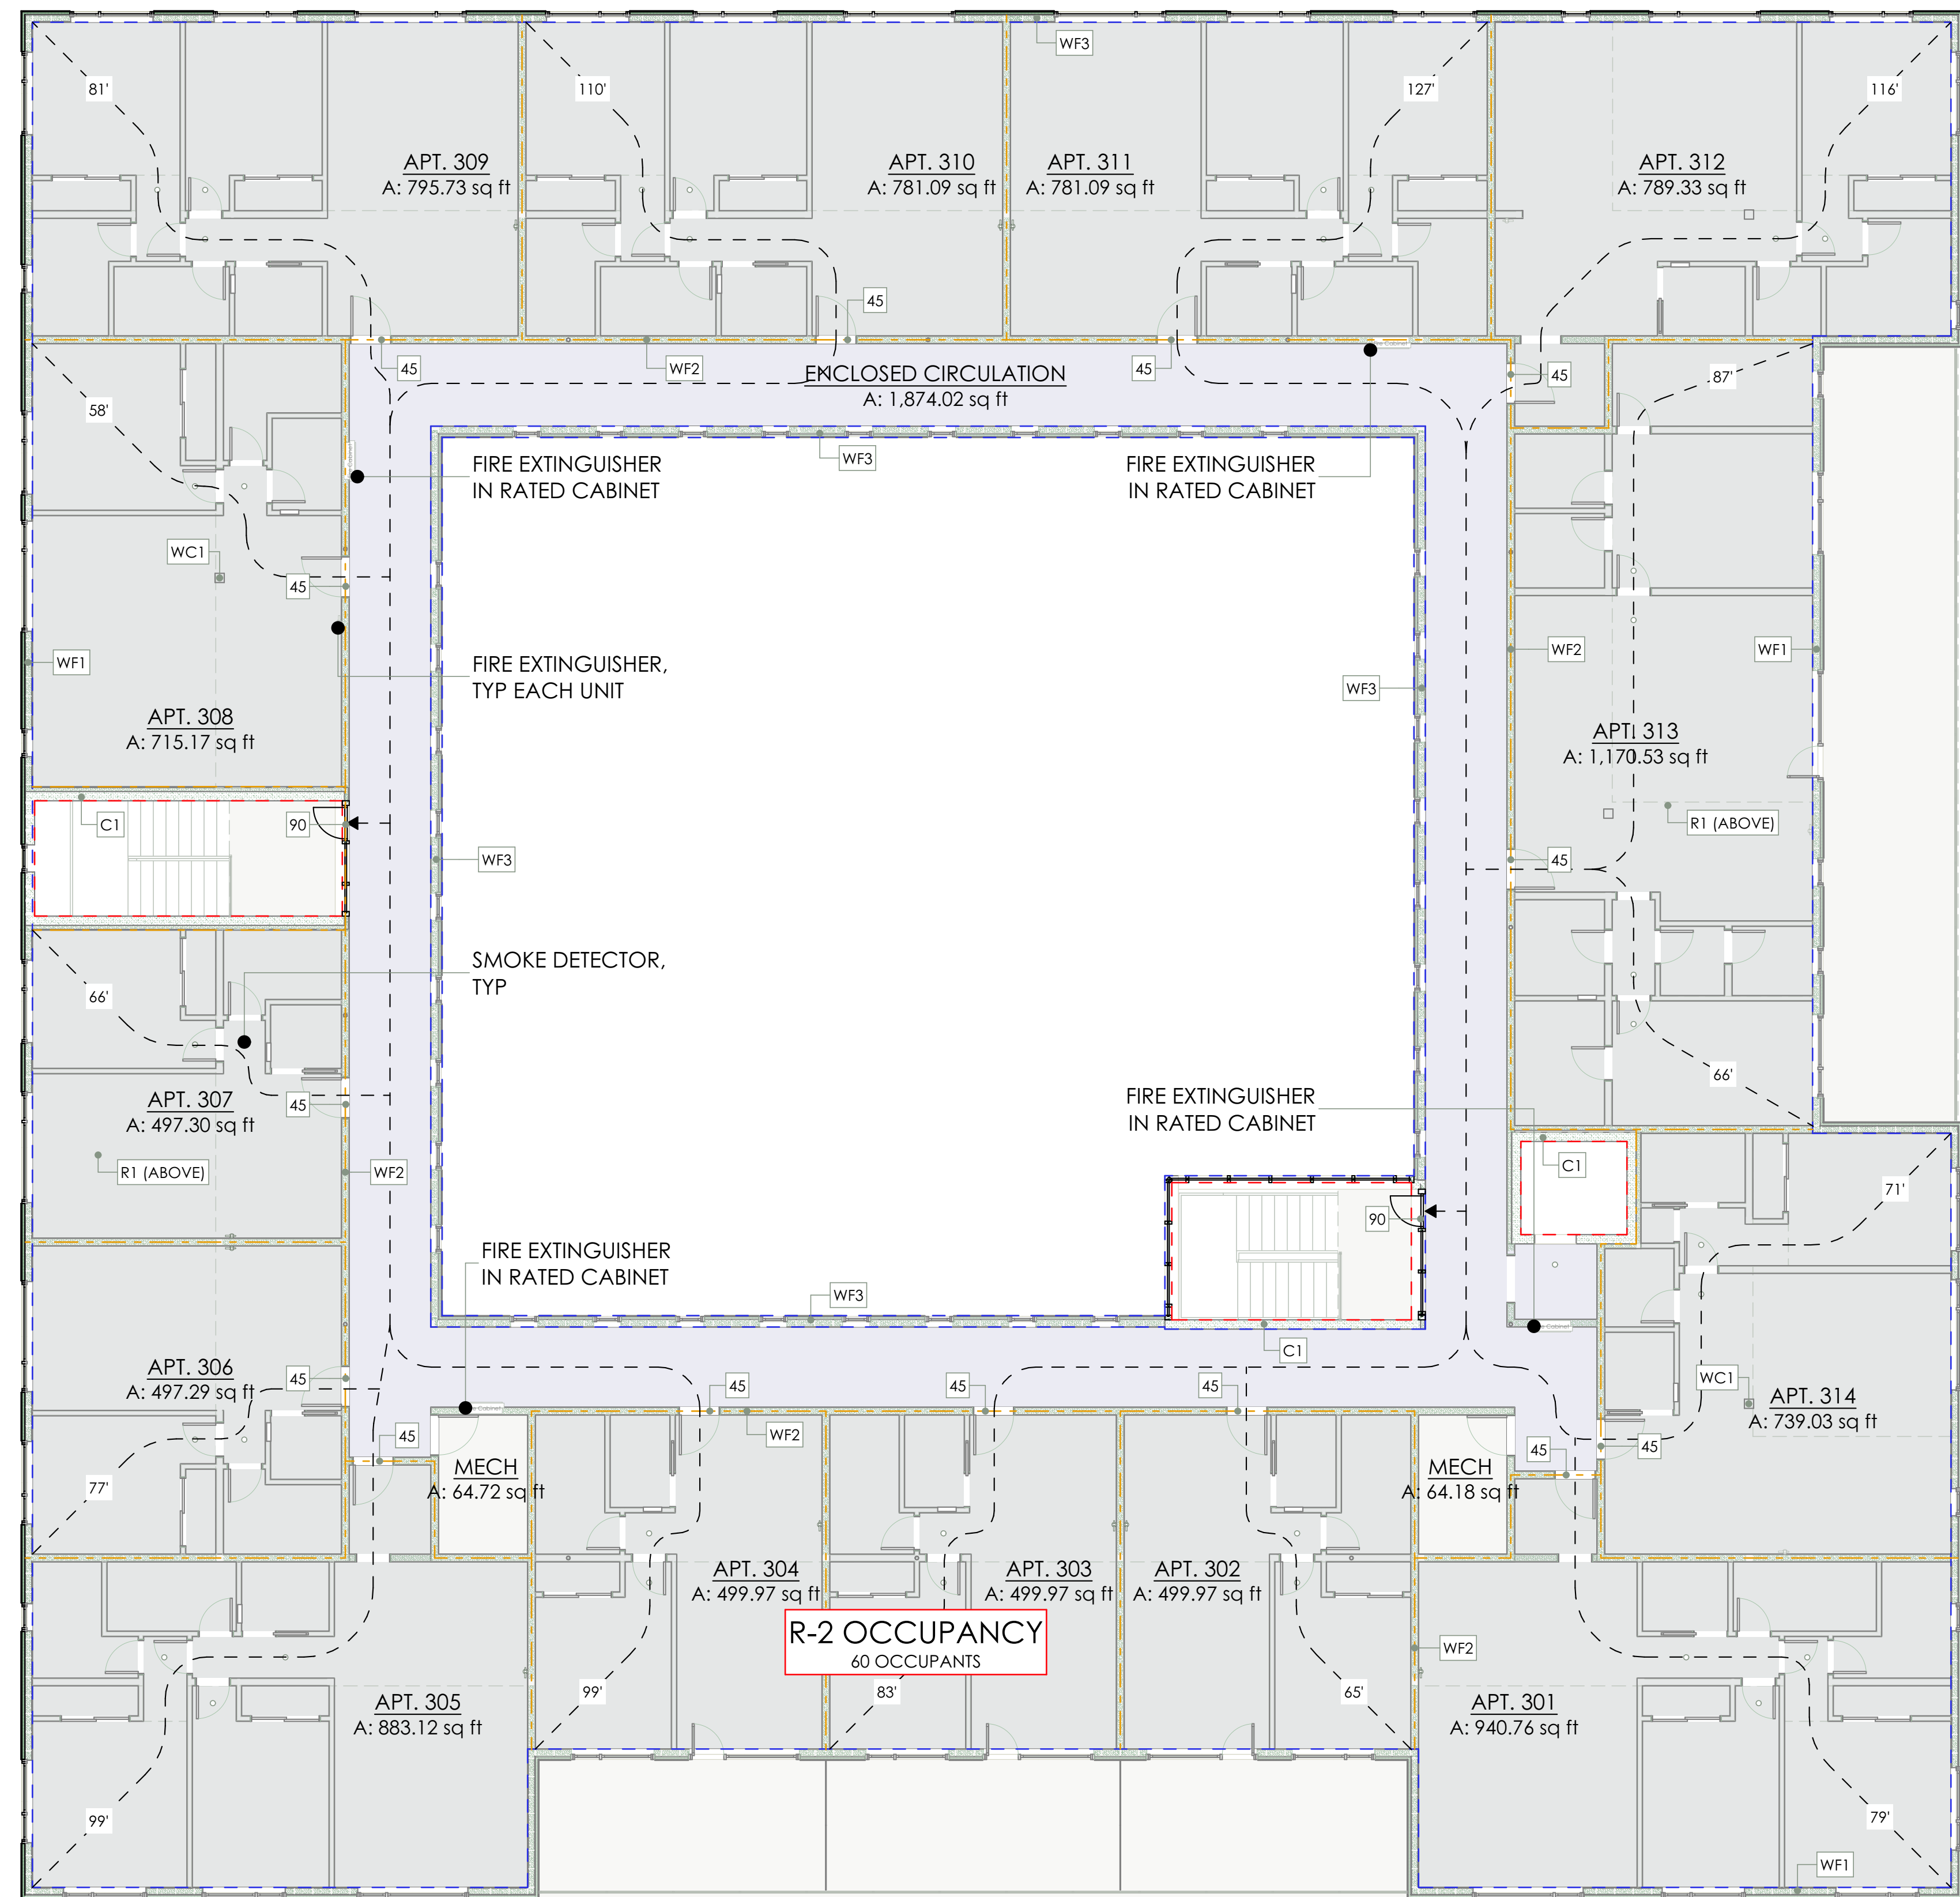 WF3
81'
110'
127'
116'
APT. 309
A: 795.73 sq ft
APT. 310
A: 781.09 sq ft
APT. 311
A: 781.09 sq ft
APT. 312
A: 789.33 sq ft
45
45
WF2
ENCLOSED CIRCULATION
A: 1,874.02 sq ft
45
45
87'
58'
WF3
FIRE EXTINGUISHER
IN RATED CABINET
FIRE EXTINGUISHER
IN RATED CABINET
WC1
45
WF1
FIRE EXTINGUISHER,
TYP EACH UNIT
WF2
WF1
WF3
APT. 308
A: 715.17 sq ft
APT. 313
A: 1,170.53 sq ft
C1
90
R1 (ABOVE)
WF3
45
SMOKE DETECTOR,
TYP
66'
66'
APT. 307
A: 497.30 sq ft
45
FIRE EXTINGUISHER
IN RATED CABINET
R1 (ABOVE)
WF2
C1
71'
90
FIRE EXTINGUISHER
IN RATED CABINET
WF3
C1
APT. 306
A: 497.29 sq ft
45
45
45
45
WC1
APT. 314
A: 739.03 sq ft
45
WF2
45
45
MECH
A: 64.72 sq ft
MECH
A: 64.18 sq ft
77'
APT. 304
A: 499.97 sq ft
APT. 303
A: 499.97 sq ft
APT. 302
A: 499.97 sq ft
R-2 OCCUPANCY
60 OCCUPANTS
WF2
99'
83'
65'
APT. 305
A: 883.12 sq ft
APT. 301
A: 940.76 sq ft
99'
79'
WF1